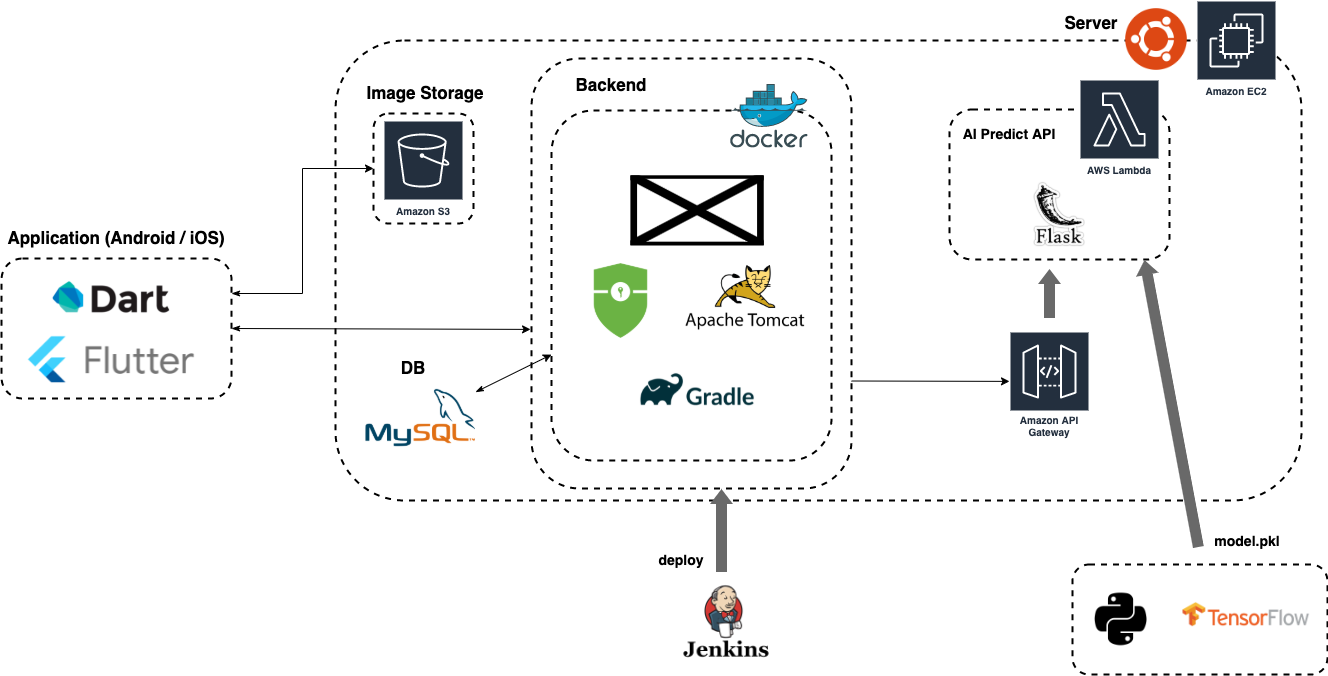 Server
Amazon EC2
Image Storage
Amazon S3
Backend
docker
AI Predict API
AWS Lambda
Flask
Application (Android / iOS)
Dart
Flutter
Apache Tomcat
Gradle
DB
MySQL™
Amazon API
Gateway
</>
deploy
Jenkins
model.pkl
TensorFlow